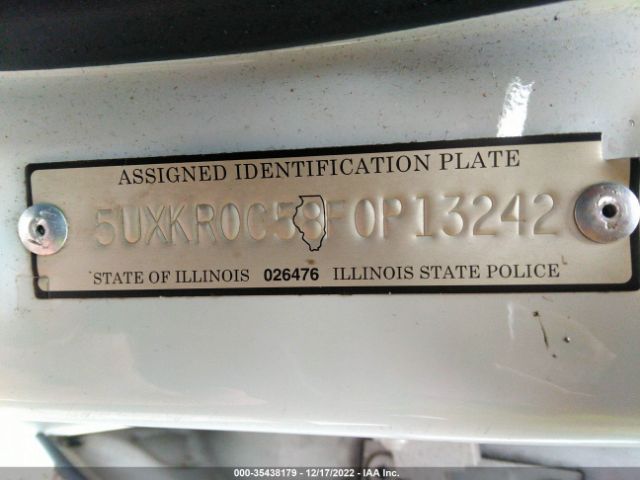 ASSIGNED IDENTIFICATION PLATE
5UXKR0C58F0P13242
STATE OF ILLINOIS 026476 ILLINOIS STATE POLICE
000-35438179 - 12/17/2022 - IAA Inc.